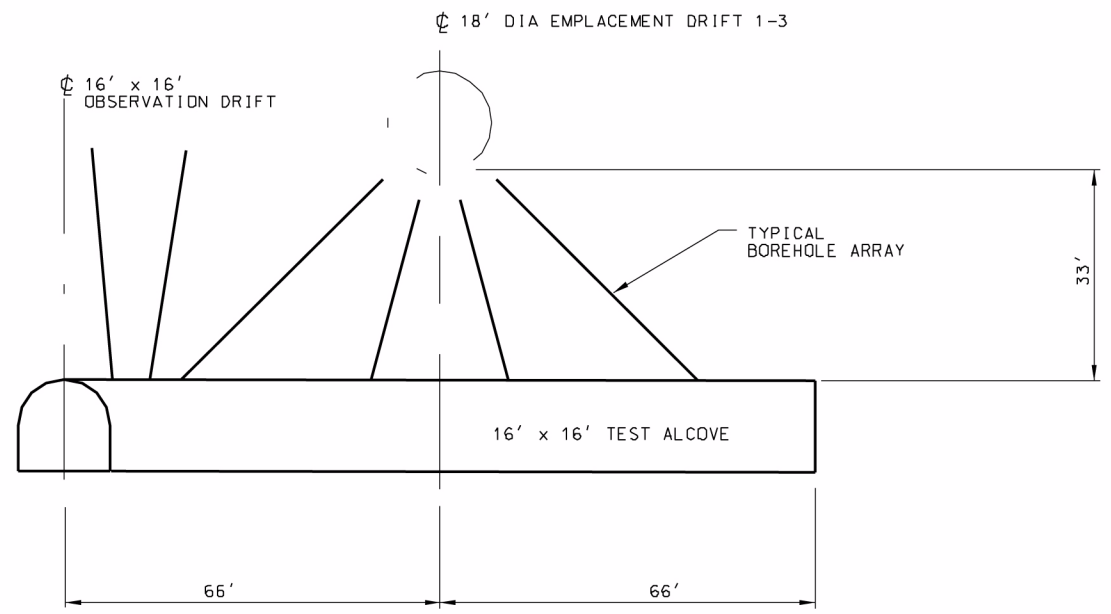 ℄ 18' DIA EMPLACEMENT DRIFT 1-3
℄ 16' x 16'
OBSERVATION DRIFT
TYPICAL
BOREHOLE ARRAY
33'
16' x 16' TEST ALCOVE
66'
66'